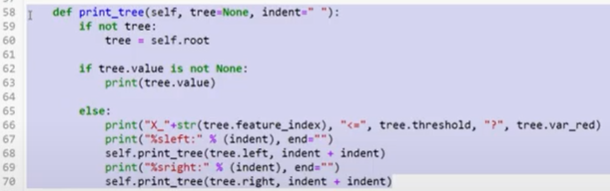 58 def print_tree(self, tree=None, indent=" "):
59 if not tree:
60 tree = self.root
61
62 if tree.value is not None:
63 print(tree.value)
64
65 else:
66 print("X_"+str(tree.feature_index), "<=", tree.threshold, "?", tree.var_red)
67 print("%sleft:" % (indent), end="")
68 self.print_tree(tree.left, indent + indent)
69 print("%sright:" % (indent), end="")
70 self.print_tree(tree.right, indent + indent)